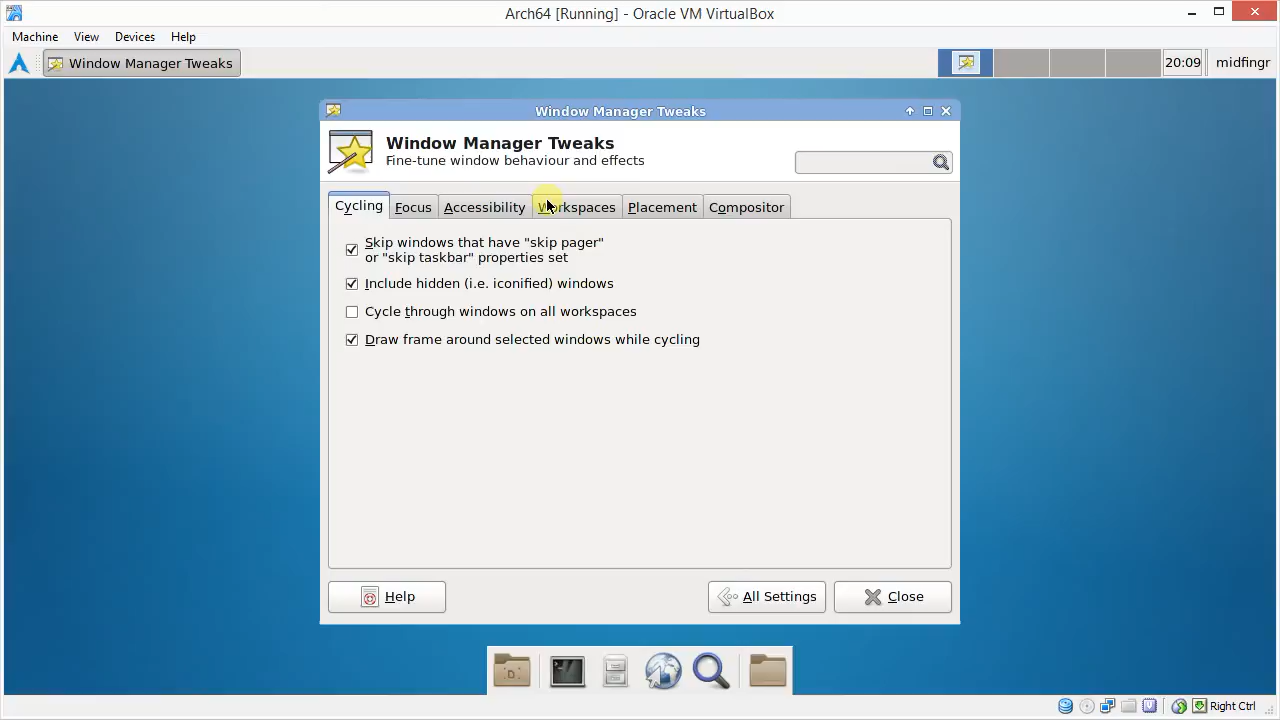 Arch64 [Running] - Oracle VM VirtualBox
Machine View Devices Help
Window Manager Tweaks
20:09 midfingr
Window Manager Tweaks
Window Manager Tweaks
Fine-tune window behaviour and effects
Cycling Focus Accessibility Workspaces Placement Compositor
Skip windows that have "skip pager"
or "skip taskbar" properties set
Include hidden (i.e. iconified) windows
Cycle through windows on all workspaces
Draw frame around selected windows while cycling
Help All Settings Close
Right Ctrl